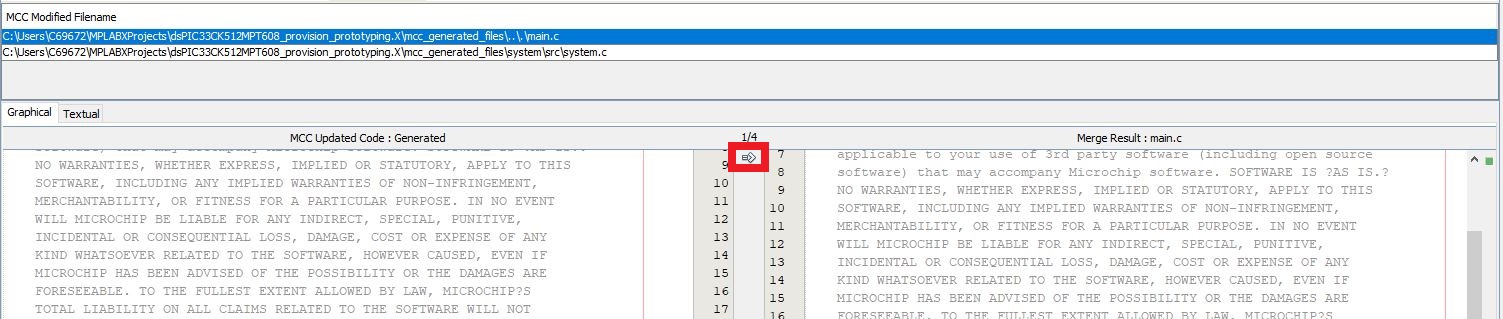 MCC Modified Filename
C:\Users\C69672\MPLABXProjects\dsPIC33CK512MPT608_provision_prototyping.X\mcc_generated_files\..\.\main.c
C:\Users\C69672\MPLABXProjects\dsPIC33CK512MPT608_provision_prototyping.X\mcc_generated_files\system\src\system.c
Graphical Textual
MCC Updated Code : Generated 1/4 Merge Result : main.c
NO WARRANTIES, WHETHER EXPRESS, IMPLIED OR STATUTORY, APPLY TO THIS 9
SOFTWARE, INCLUDING ANY IMPLIED WARRANTIES OF NON-INFRINGEMENT, 10
MERCHANTABILITY, OR FITNESS FOR A PARTICULAR PURPOSE. IN NO EVENT 11
WILL MICROCHIP BE LIABLE FOR ANY INDIRECT, SPECIAL, PUNITIVE, 12
INCIDENTAL OR CONSEQUENTIAL LOSS, DAMAGE, COST OR EXPENSE OF ANY 13
KIND WHATSOEVER RELATED TO THE SOFTWARE, HOWEVER CAUSED, EVEN IF 14
MICROCHIP HAS BEEN ADVISED OF THE POSSIBILITY OR THE DAMAGES ARE 15
FORESEEABLE. TO THE FULLEST EXTENT ALLOWED BY LAW, MICROCHIP?S 16
TOTAL LIABILITY ON ALL CLAIMS RELATED TO THE SOFTWARE WILL NOT 17
7 applicable to your use of 3rd party software (including open source
8 software) that may accompany Microchip software. SOFTWARE IS ?AS IS.?
9 NO WARRANTIES, WHETHER EXPRESS, IMPLIED OR STATUTORY, APPLY TO THIS
10 SOFTWARE, INCLUDING ANY IMPLIED WARRANTIES OF NON-INFRINGEMENT,
11 MERCHANTABILITY, OR FITNESS FOR A PARTICULAR PURPOSE. IN NO EVENT
12 WILL MICROCHIP BE LIABLE FOR ANY INDIRECT, SPECIAL, PUNITIVE,
13 INCIDENTAL OR CONSEQUENTIAL LOSS, DAMAGE, COST OR EXPENSE OF ANY
14 KIND WHATSOEVER RELATED TO THE SOFTWARE, HOWEVER CAUSED, EVEN IF
15 MICROCHIP HAS BEEN ADVISED OF THE POSSIBILITY OR THE DAMAGES ARE
16 FORESEEABLE. TO THE FULLEST EXTENT ALLOWED BY LAW, MICROCHIP?S